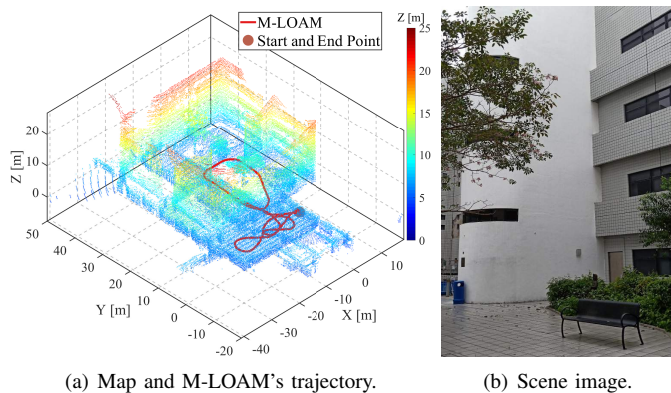 M-LOAM
Start and End Point
Z [m]
25
20
15
10
5
0
20
10
0
Z [m]
50
40
30
20
10
0
-10
-20
Y [m]
10
0
-10
-20
-30
-40
X [m]
(a) Map and M-LOAM's trajectory.
(b) Scene image.